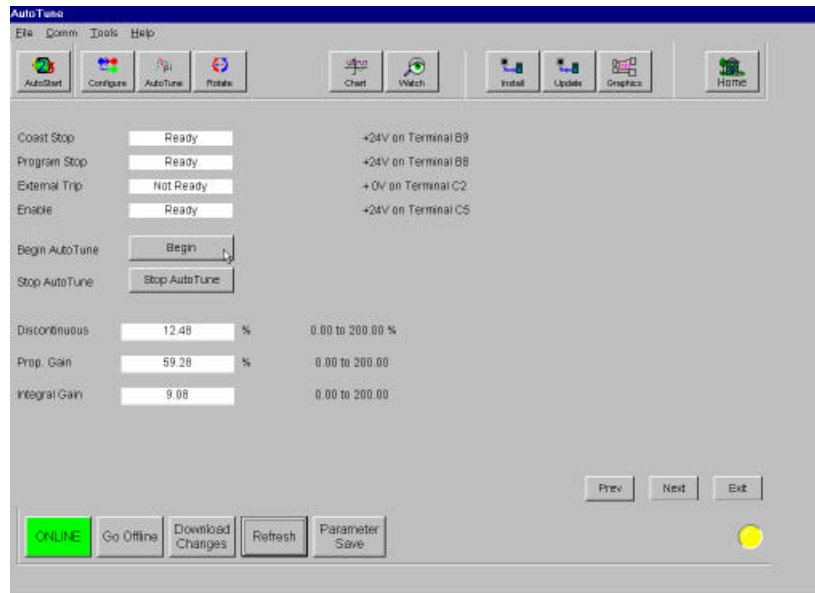 AutoTune
File Comm Tools Help
AutoStart Configure AutoTune Rotate Chart Watch Install Update Graphics Home
Coast Stop Ready +24V on Terminal B9
Program Stop Ready +24V on Terminal B8
External Trip Not Ready + 0V on Terminal C2
Enable Ready +24V on Terminal C5
Begin AutoTune Begin
Stop AutoTune Stop AutoTune
Discontinuous 12.48 % 0.00 to 200.00 %
Prop. Gain 59.28 % 0.00 to 200.00
Integral Gain 9.08 0.00 to 200.00
Prev Next Exit
ONLINE Go Offline Download Changes Refresh Parameter Save